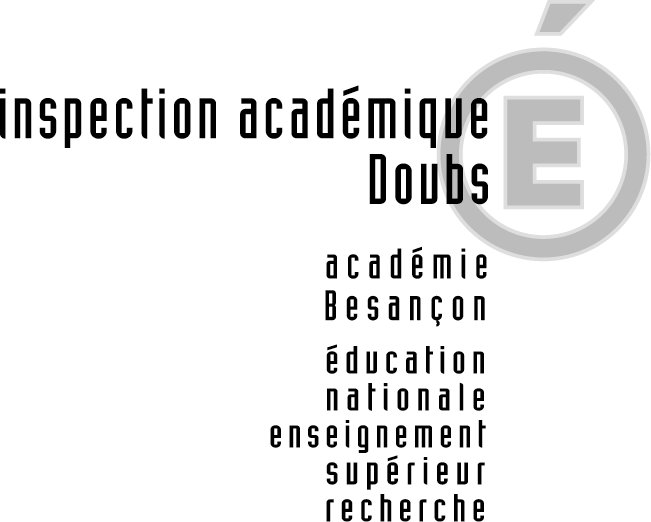 É
inspection académique
Doubs
académie
Besançon
éducation
nationale
enseignement
supérieur
recherche